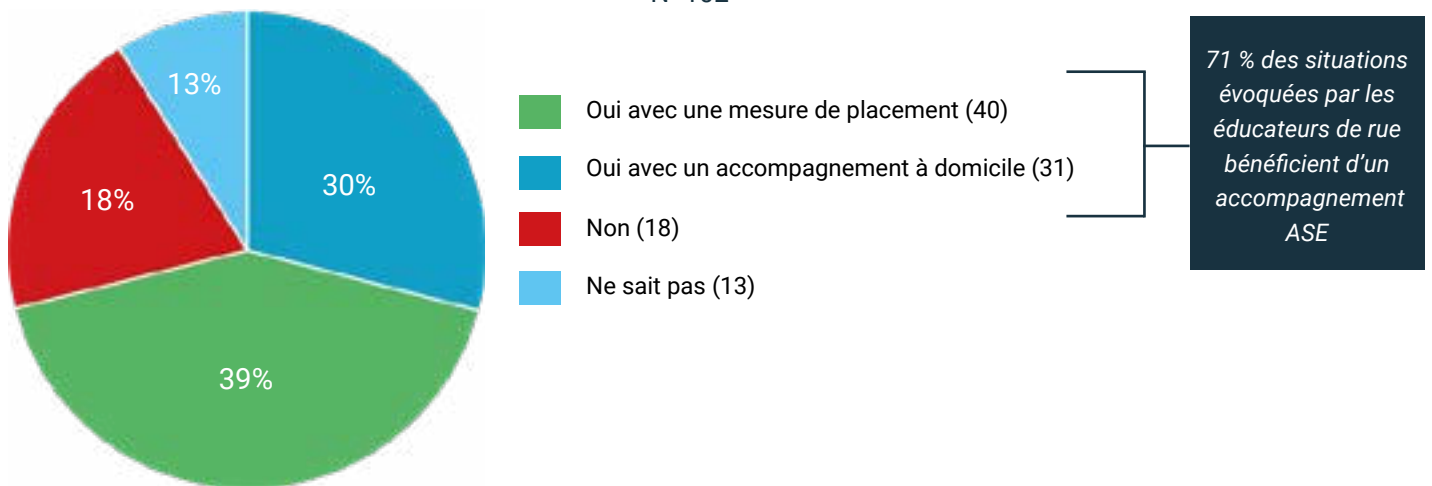 13%
30%
18%
39%
Oui avec une mesure de placement (40)
Oui avec un accompagnement à domicile (31)
Non (18)
Ne sait pas (13)
71 % des situations
évoquées par les
éducateurs de rue
bénéficient d’un
accompagnement
ASE